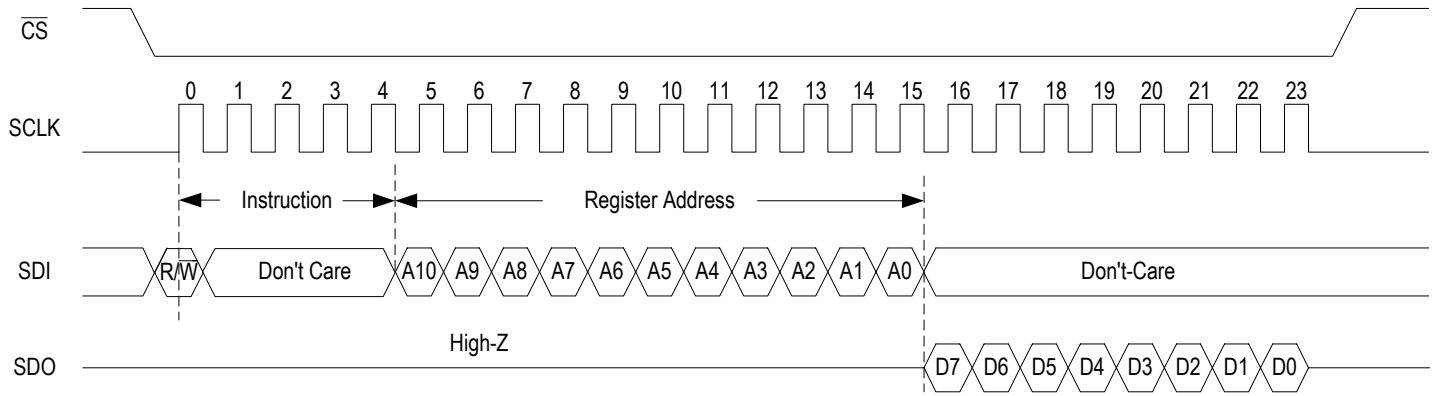 CS
0 1 2 3 4 5 6 7 8 9 10 11 12 13 14 15 16 17 18 19 20 21 22 23
SCLK
Instruction Register Address
SDI R/W Don't Care A10 A9 A8 A7 A6 A5 A4 A3 A2 A1 A0 Don't-Care
High-Z
SDO D7 D6 D5 D4 D3 D2 D1 D0